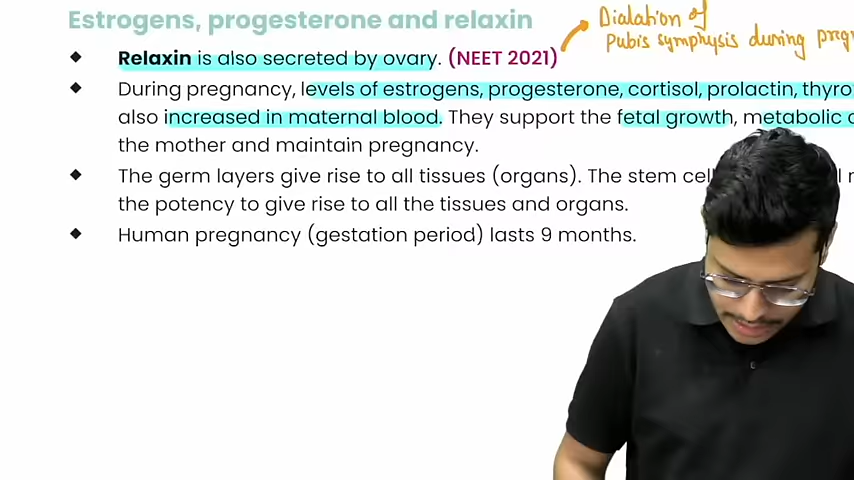 Estrogens, progesterone and relaxin
Dialation of
Pubis symphysis during
Relaxin is also secreted by ovary. (NEET 2021)
During pregnancy, levels of estrogens, progesterone, cortisol, prolactin,
also increased in maternal blood. They support the fetal growth, metabolic
the mother and maintain pregnancy.
The germ layers give rise to all tissues (organs). The stem
the potency to give rise to all the tissues and organs.
Human pregnancy (gestation period) lasts 9 months.